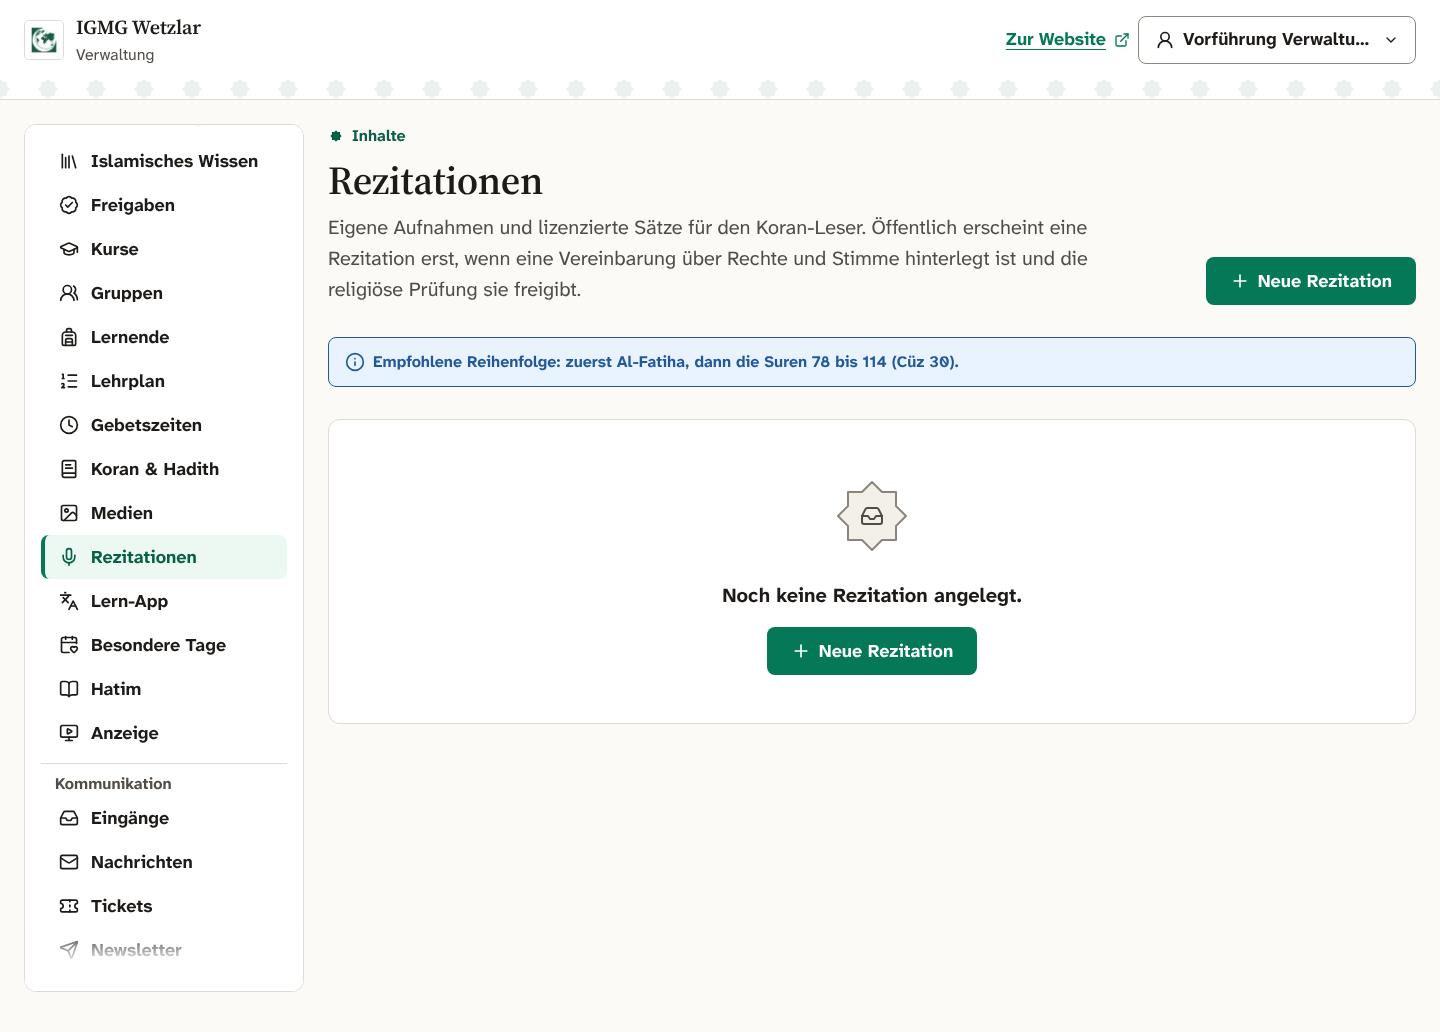 IGMG Wetzlar
Verwaltung
Zur Website
Vorführung Verwaltu...
Islamisches Wissen
Freigaben
Kurse
Gruppen
Lernende
Lehrplan
Gebetszeiten
Koran & Hadith
Medien
Rezitationen
Lern-App
Besondere Tage
Hatim
Anzeige
Kommunikation
Eingänge
Nachrichten
Tickets
Newsletter
Inhalte
Rezitationen
Eigene Aufnahmen und lizenzierte Sätze für den Koran-Leser. Öffentlich erscheint eine
Rezitation erst, wenn eine Vereinbarung über Rechte und Stimme hinterlegt ist und die
religiöse Prüfung sie freigibt.
Neue Rezitation
Empfohlene Reihenfolge: zuerst Al-Fatiha, dann die Suren 78 bis 114 (Cüz 30).
Noch keine Rezitation angelegt.
Neue Rezitation